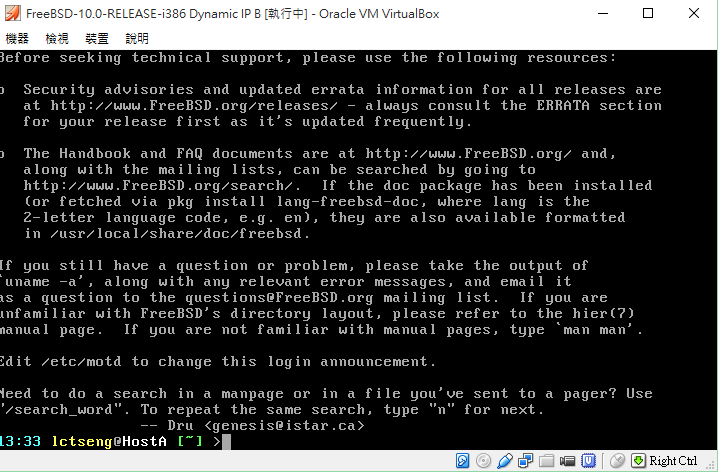 FreeBSD-10.0-RELEASE-i386 Dynamic IP B [執行中] - Oracle VM VirtualBox
機器 檢視 裝置 說明
Before seeking technical support, please use the following resources:
o Security advisories and updated errata information for all releases are
at http://www.FreeBSD.org/releases/ - always consult the ERRATA section
for your release first as it's updated frequently.
o The Handbook and FAQ documents are at http://www.FreeBSD.org/ and,
along with the mailing lists, can be searched by going to
http://www.FreeBSD.org/search/. If the doc package has been installed
(or fetched via pkg install lang-freebsd-doc, where lang is the
2-letter language code, e.g. en), they are also available formatted
in /usr/local/share/doc/freebsd.
If you still have a question or problem, please take the output of
`uname -a', along with any relevant error messages, and email it
as a question to the questions@FreeBSD.org mailing list. If you are
unfamiliar with FreeBSD's directory layout, please refer to the hier(7)
manual page. If you are not familiar with manual pages, type `man man'.
Edit /etc/motd to change this login announcement.
Need to do a search in a manpage or in a file you've sent to a pager? Use
"/search_word". To repeat the same search, type "n" for next.
-- Dru <genesis@istar.ca>
13:33 lctseng@HostA [~] >
Right Ctrl